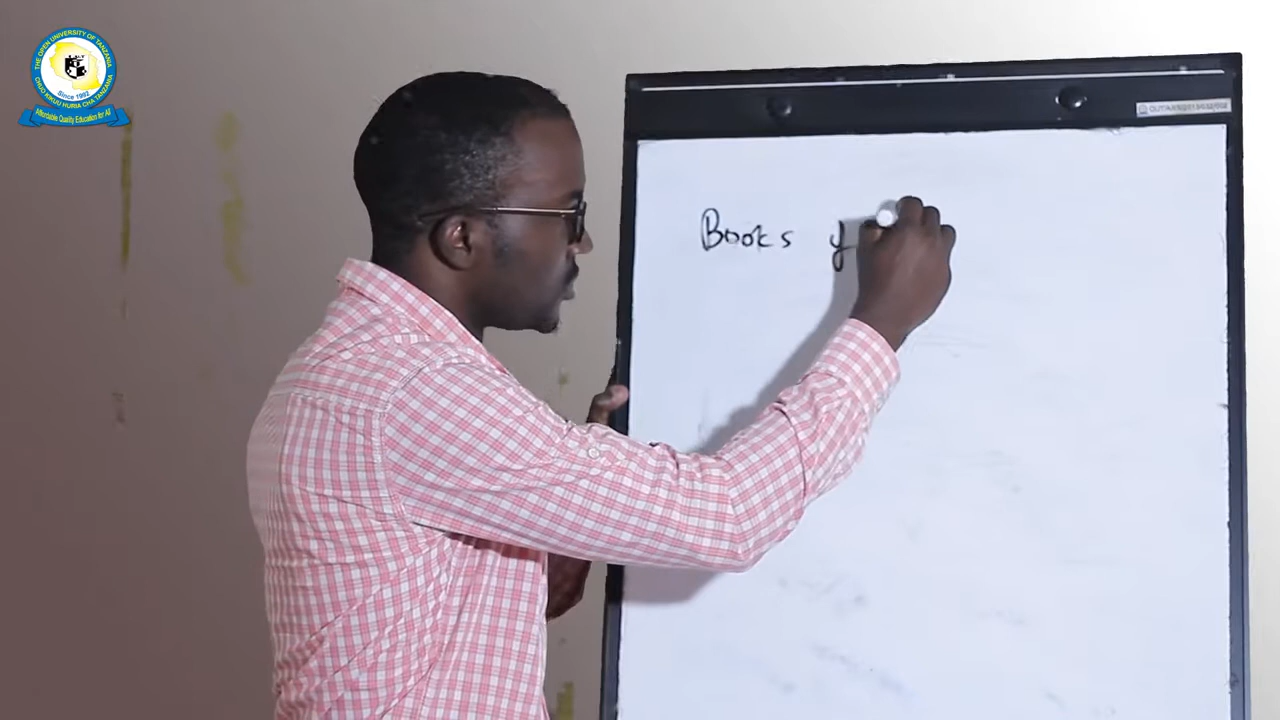 THE OPEN UNIVERSITY OF TANZANIA
Since 1992
CHUO KIKUU HURIA CHA TANZANIA
Affordable Quality Education for All
Books y